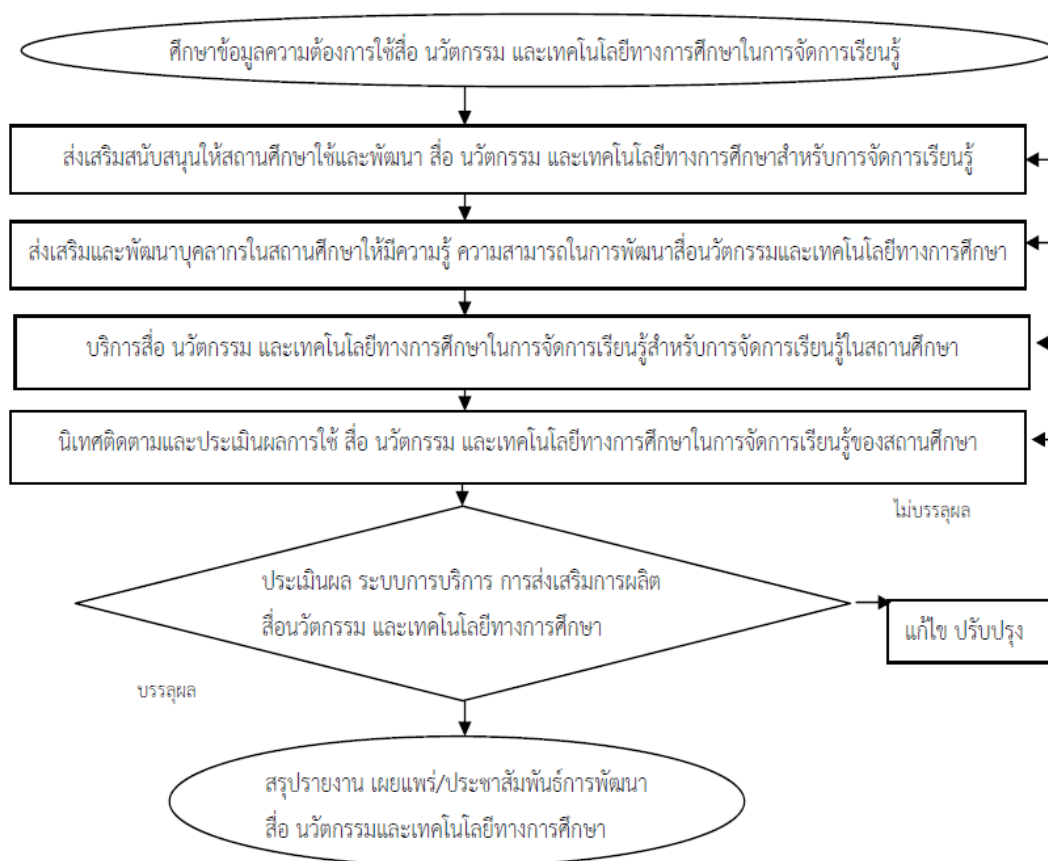 ศึกษาข้อมูลความต้องการใช้สื่อ นวัตกรรม และเทคโนโลยีทางการศึกษาในการจัดการเรียนรู้
ส่งเสริมสนับสนุนให้สถานศึกษาใช้และพัฒนา สื่อ นวัตกรรม และเทคโนโลยีทางการศึกษาสำหรับการจัดการเรียนรู้
ส่งเสริมและพัฒนาบุคลากรในสถานศึกษาให้มีความรู้ ความสามารถในการพัฒนาสื่อนวัตกรรมและเทคโนโลยีทางการศึกษา
บริการสื่อ นวัตกรรม และเทคโนโลยีทางการศึกษาในการจัดการเรียนรู้สำหรับการจัดการเรียนรู้ในสถานศึกษา
นิเทศติดตามและประเมินผลการใช้ สื่อ นวัตกรรม และเทคโนโลยีทางการศึกษาในการจัดการเรียนรู้ของสถานศึกษา
ไม่บรรลุผล
ประเมินผล ระบบการบริการ การส่งเสริมการผลิต
สื่อนวัตกรรม และเทคโนโลยีทางการศึกษา
แก้ไข ปรับปรุง
บรรลุผล
สรุปรายงาน เผยแพร่/ประชาสัมพันธ์การพัฒนา
สื่อ นวัตกรรมและเทคโนโลยีทางการศึกษา